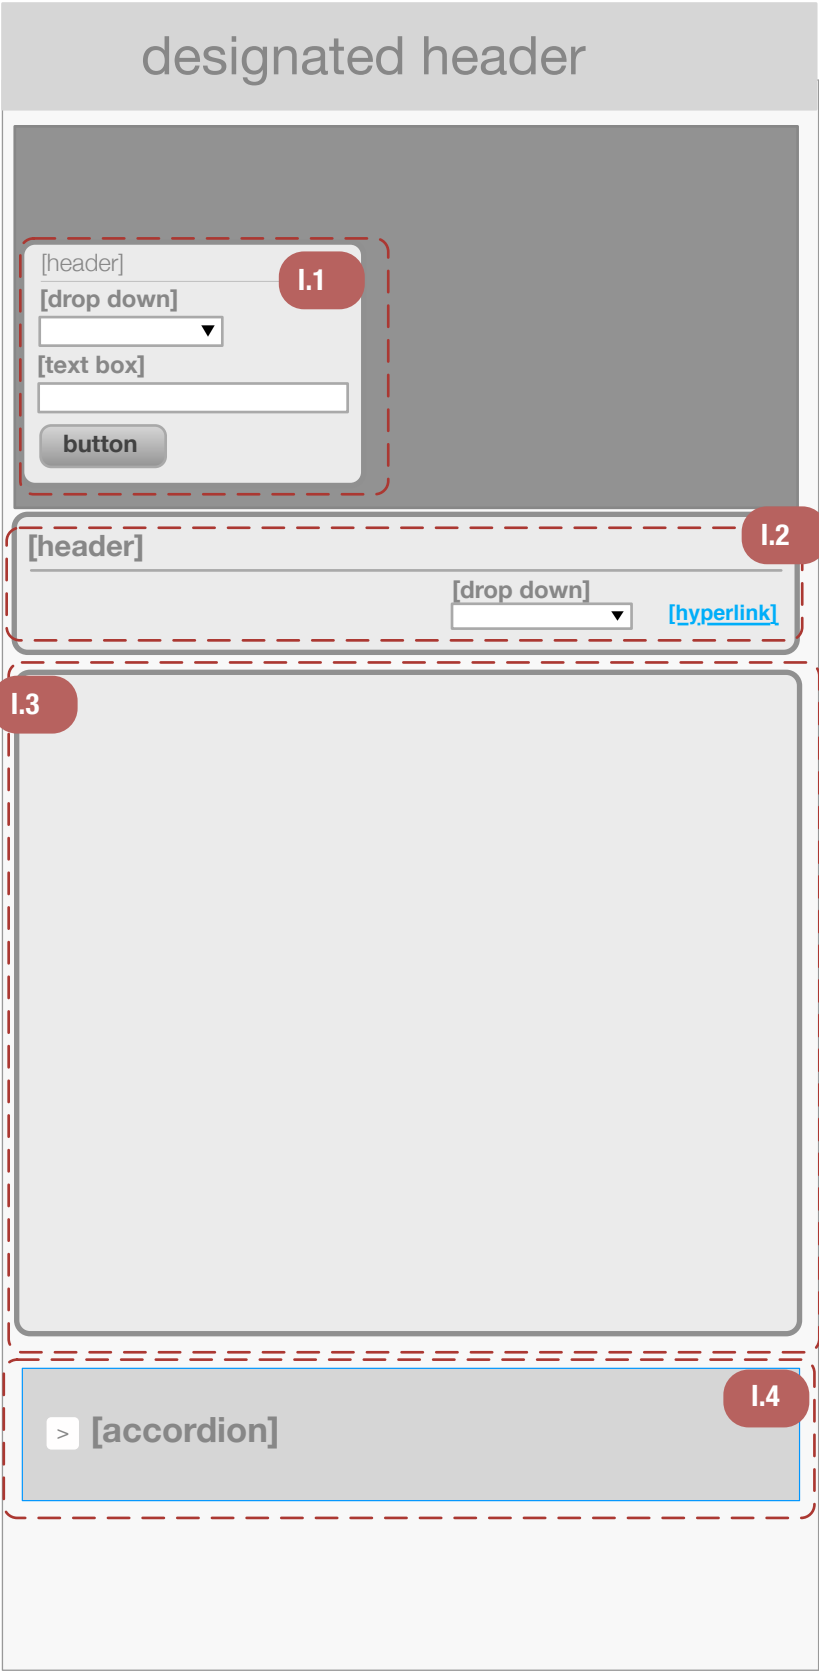 designated header
[header]
I.1
[drop down]
[text box]
button
I.2
[header]
[drop down]
[hyperlink]
I.3
I.4
> [accordion]